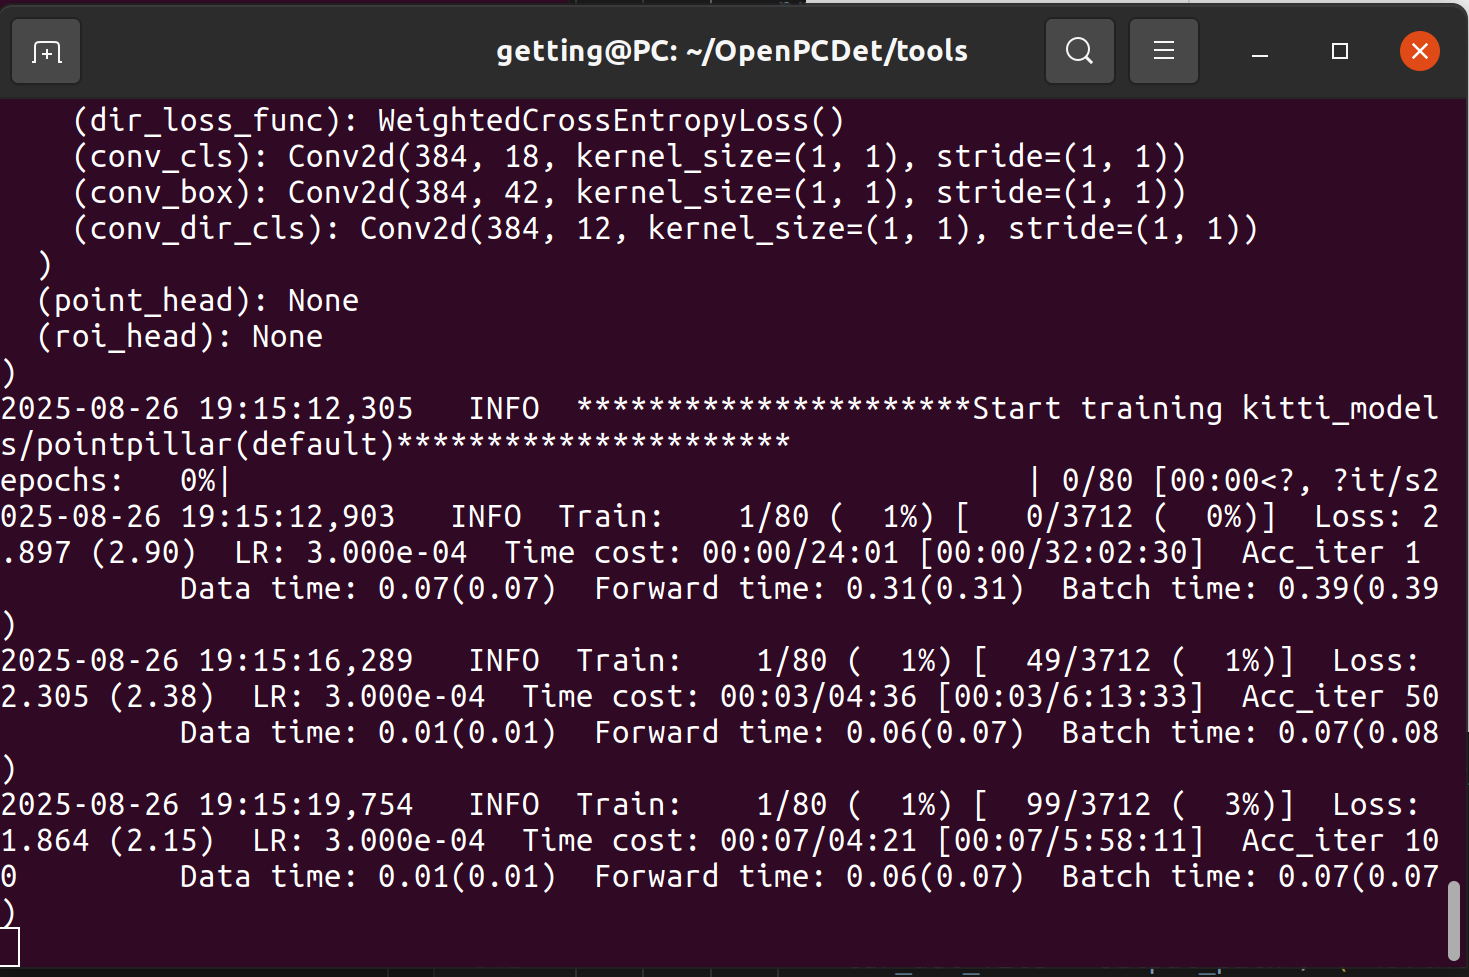 getting@PC: ~/OpenPCDet/tools
(dir_loss_func): WeightedCrossEntropyLoss()
(conv_cls): Conv2d(384, 18, kernel_size=(1, 1), stride=(1, 1))
(conv_box): Conv2d(384, 42, kernel_size=(1, 1), stride=(1, 1))
(conv_dir_cls): Conv2d(384, 12, kernel_size=(1, 1), stride=(1, 1))
)
(point_head): None
(roi_head): None
)
2025-08-26 19:15:12,305   INFO  **********************Start training kitti_model
s/pointpillar(default)**********************
epochs:   0%|                                            | 0/80 [00:00<?, ?it/s2
025-08-26 19:15:12,903   INFO  Train:    1/80 (  1%) [   0/3712 (  0%)]  Loss: 2
.897 (2.90)  LR: 3.000e-04  Time cost: 00:00/24:01 [00:00/32:02:30]  Acc_iter 1
          Data time: 0.07(0.07)  Forward time: 0.31(0.31)  Batch time: 0.39(0.39
)
2025-08-26 19:15:16,289   INFO  Train:    1/80 (  1%) [  49/3712 (  1%)]  Loss:
2.305 (2.38)  LR: 3.000e-04  Time cost: 00:03/04:36 [00:03/6:13:33]  Acc_iter 50
          Data time: 0.01(0.01)  Forward time: 0.06(0.07)  Batch time: 0.07(0.08
)
2025-08-26 19:15:19,754   INFO  Train:    1/80 (  1%) [  99/3712 (  3%)]  Loss:
1.864 (2.15)  LR: 3.000e-04  Time cost: 00:07/04:21 [00:07/5:58:11]  Acc_iter 10
0         Data time: 0.01(0.01)  Forward time: 0.06(0.07)  Batch time: 0.07(0.07
)